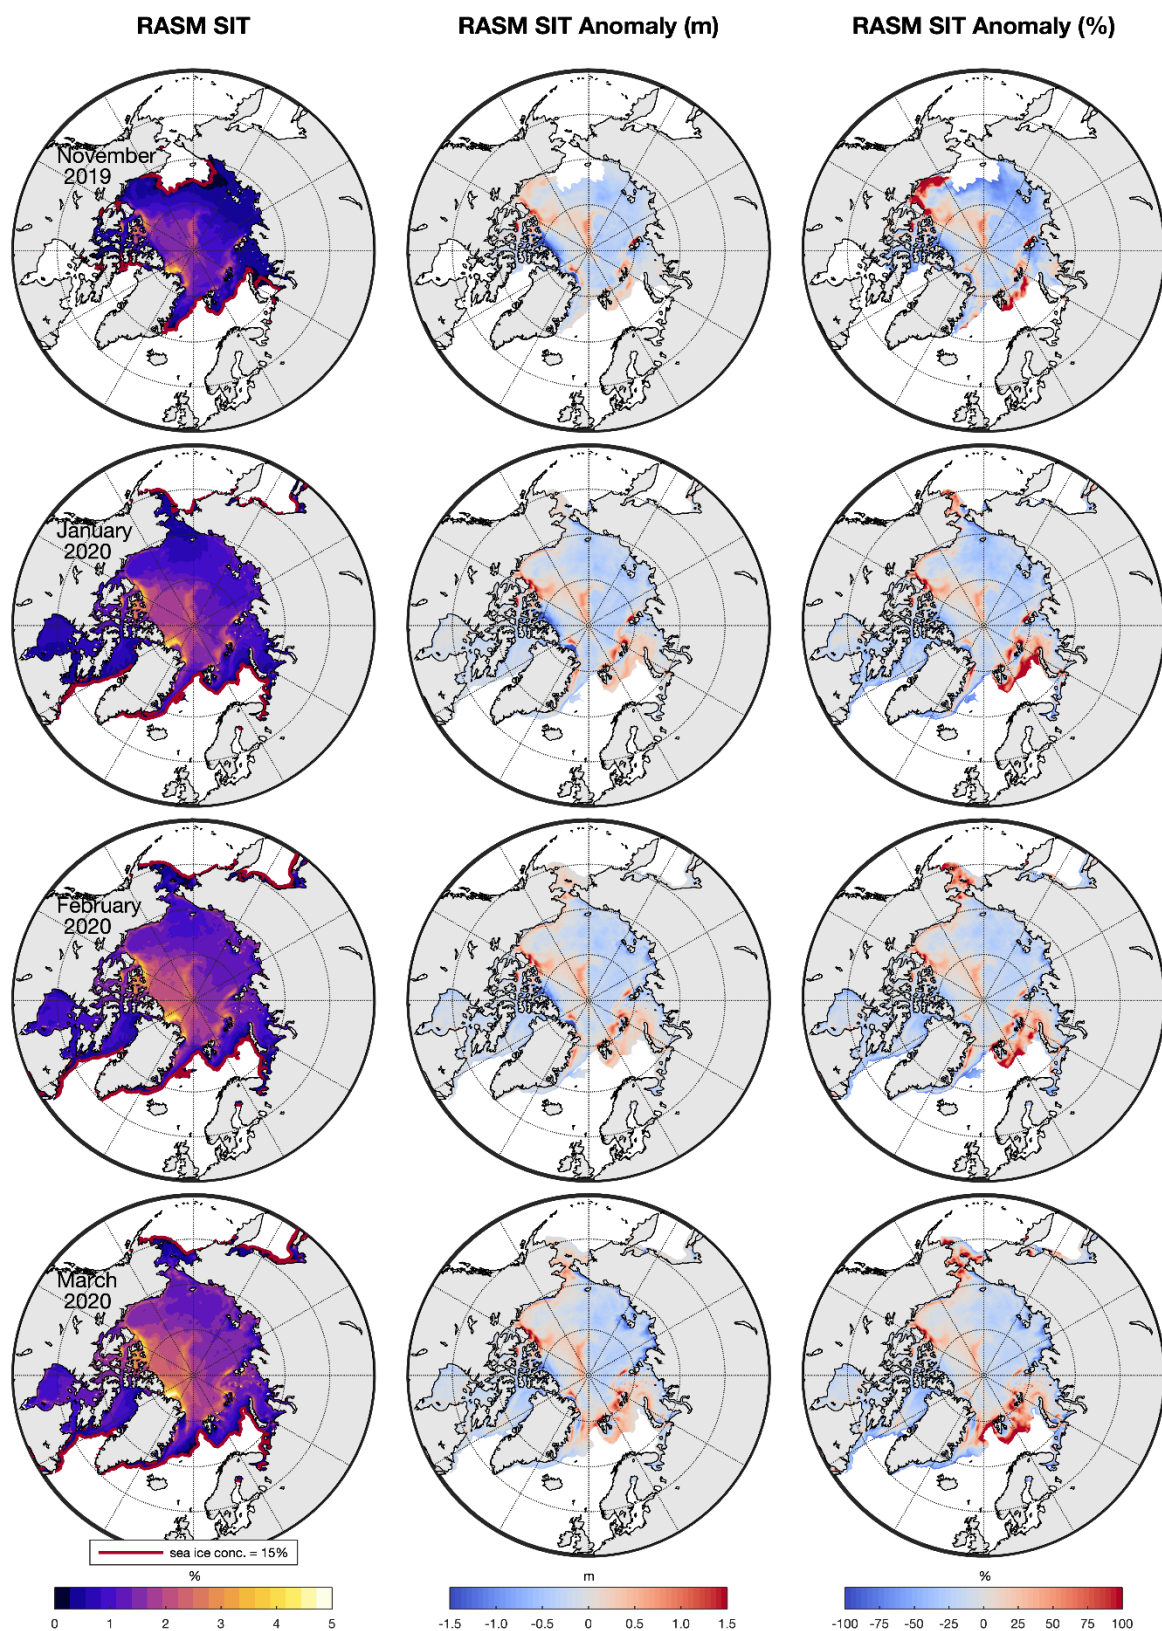 RASM SIT
RASM SIT Anomaly (m)
RASM SIT Anomaly (%)
November
2019
January
2020
February
2020
March
2020
sea ice conc. = 15%
%
m
%
0 1 2 3 4 5
-1.5 -1.0 -0.5 0 0.5 1.0 1.5
-100 -75 -50 -25 0 25 50 75 100